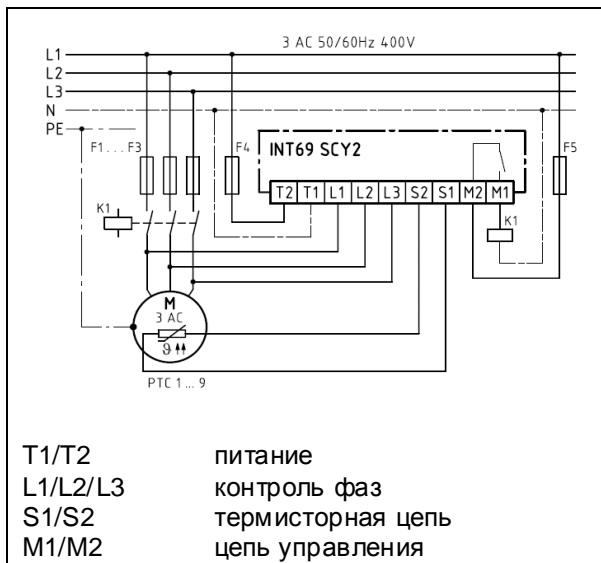 3 AC 50/60Hz 400V
L1
L2
L3
N
PE
F1...F3
F4
INT69 SCY2
F5
T2 T1 L1 L2 L3 S2 S1 M2 M1
K1
K1
M
3 AC
ϑ
PTC 1...9
T1/T2 питание
L1/L2/L3 контроль фаз
S1/S2 термисторная цепь
M1/M2 цепь управления